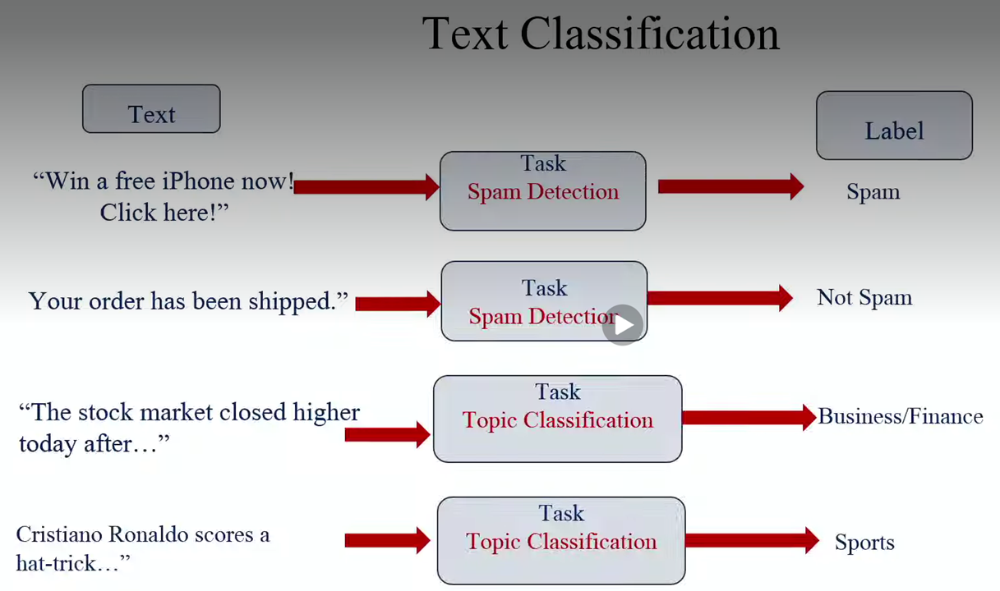 Text Classification
Text
Label
“Win a free iPhone now!
Click here!”
Task
Spam Detection
Spam
Your order has been shipped.”
Task
Spam Detection
Not Spam
“The stock market closed higher
today after…”
Task
Topic Classification
Business/Finance
Cristiano Ronaldo scores a
hat-trick…”
Task
Topic Classification
Sports